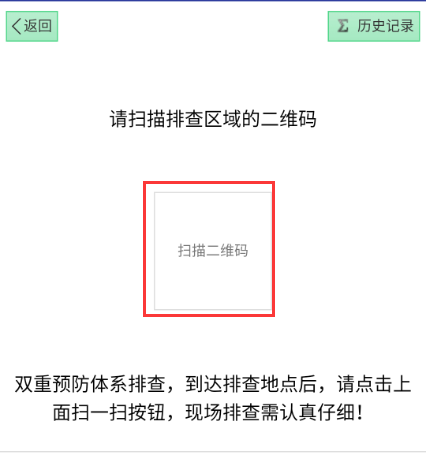 返回
Σ 历史记录
请扫描排查区域的二维码
扫描二维码
双重预防体系排查，到达排查地点后，请点击上
面扫一扫按钮，现场排查需认真仔细！